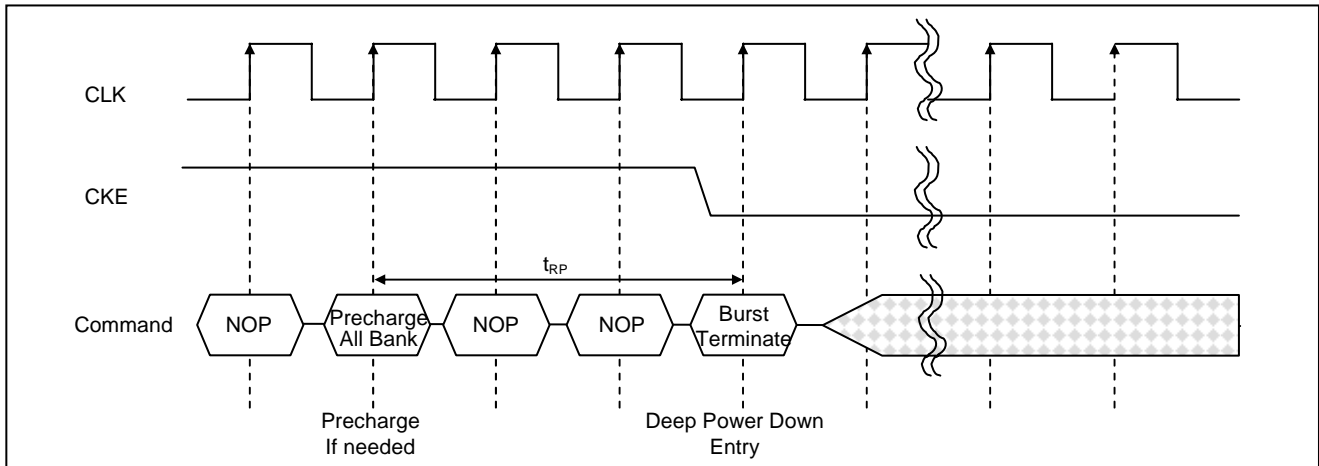 CLK
CKE
tRP
Command
NOP
Precharge
All Bank
NOP
NOP
Burst
Terminate
Precharge
If needed
Deep Power Down
Entry